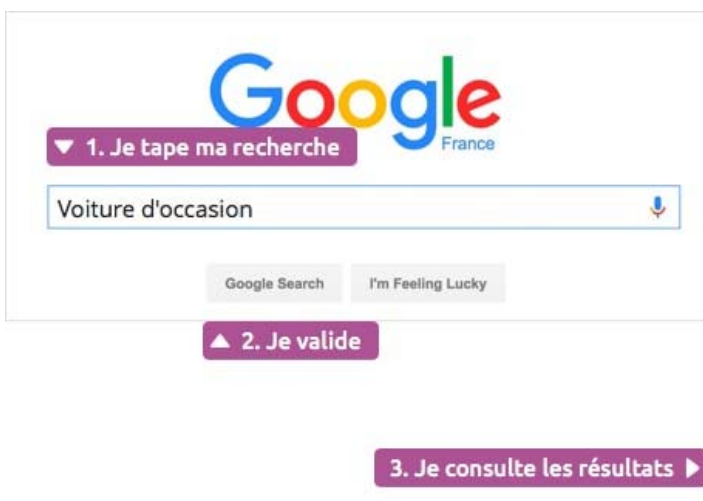 Google
France
▼ 1. Je tape ma recherche
Voiture d'occasion
Google Search I'm Feeling Lucky
▲ 2. Je valide
3. Je consulte les résultats ▶